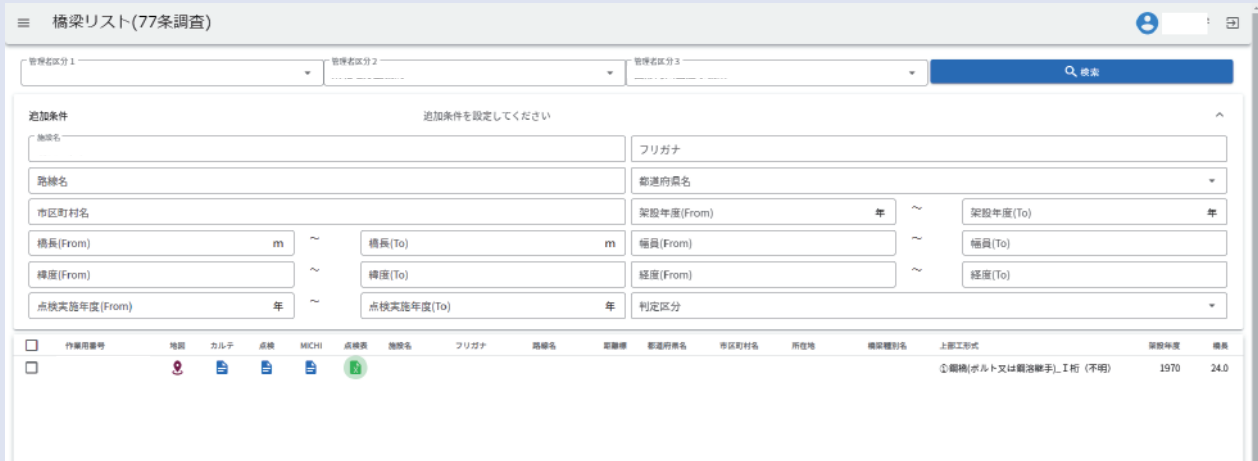 橋梁リスト(77条調査)
管理者区分1 管理者区分2 管理者区分3 検索
追加条件 追加条件を設定してください
施設名 フリガナ
路線名 都道府県名
市区町村名 架設年度(From) 年 ～ 架設年度(To) 年
橋長(From) m ～ 橋長(To) m 幅員(From) ～ 幅員(To)
緯度(From) ～ 緯度(To) 経度(From) ～ 経度(To)
点検実施年度(From) 年 ～ 点検実施年度(To) 年 判定区分
作業用番号 地図 カルテ 点検 MICHI 点検表 施設名 フリガナ 路線名 距離標 都道府県名 市区町村名 所在地 橋梁種別名 上部工形式 架設年度 橋長
①鋼橋(ボルト又は鋼溶継手)_I桁（不明） 1970 24.0